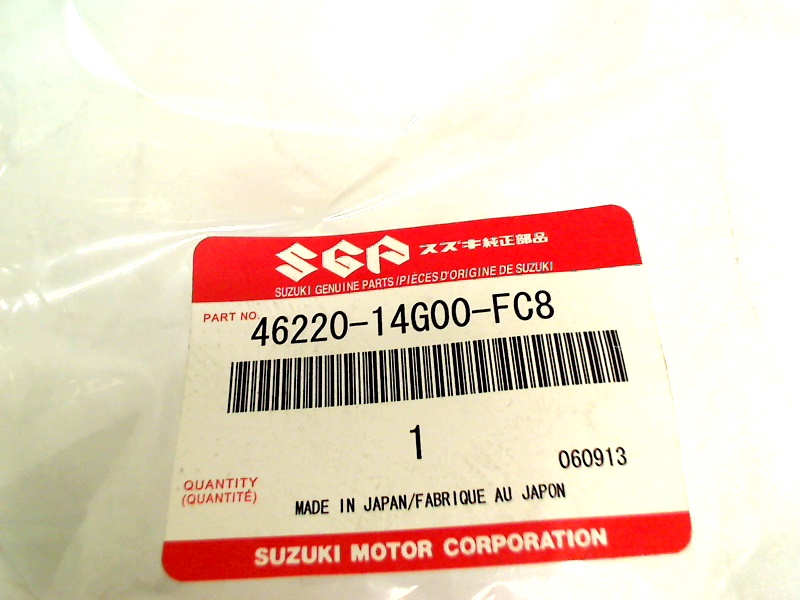 SGP スズキ純正部品
SUZUKI GENUINE PARTS/PIÈCES D'ORIGINE DE SUZUKI
PART NO. 46220-14G00-FC8
1
060913
QUANTITY
(QUANTITÉ)
MADE IN JAPAN/FABRIQUE AU JAPON
SUZUKI MOTOR CORPORATION